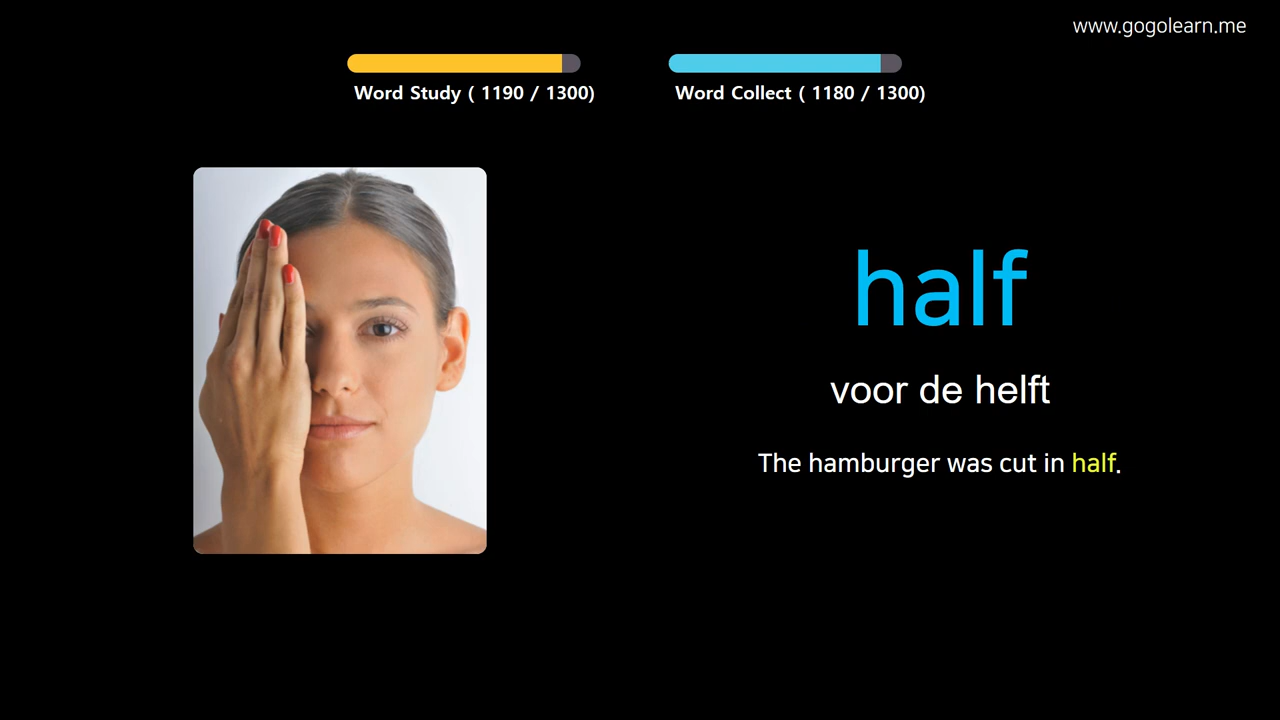 www.gogolearn.me
Word Study ( 1190 / 1300)
Word Collect ( 1180 / 1300)
half
voor de helft
The hamburger was cut in half.